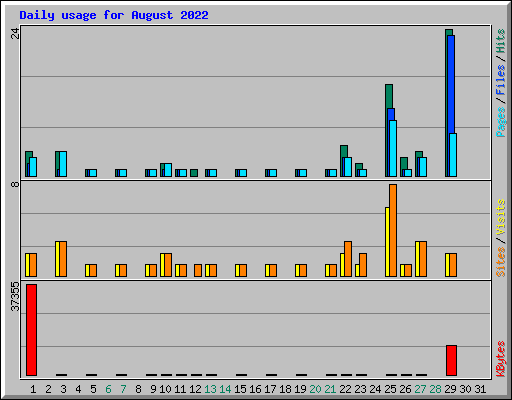 Daily usage for August 2022
24
Pages / Files / Hits
8
Sites / Visits
37355
KBytes
1 2 3 4 5 6 7 8 9 10 11 12 13 14 15 16 17 18 19 20 21 22 23 24 25 26 27 28 29 30 31